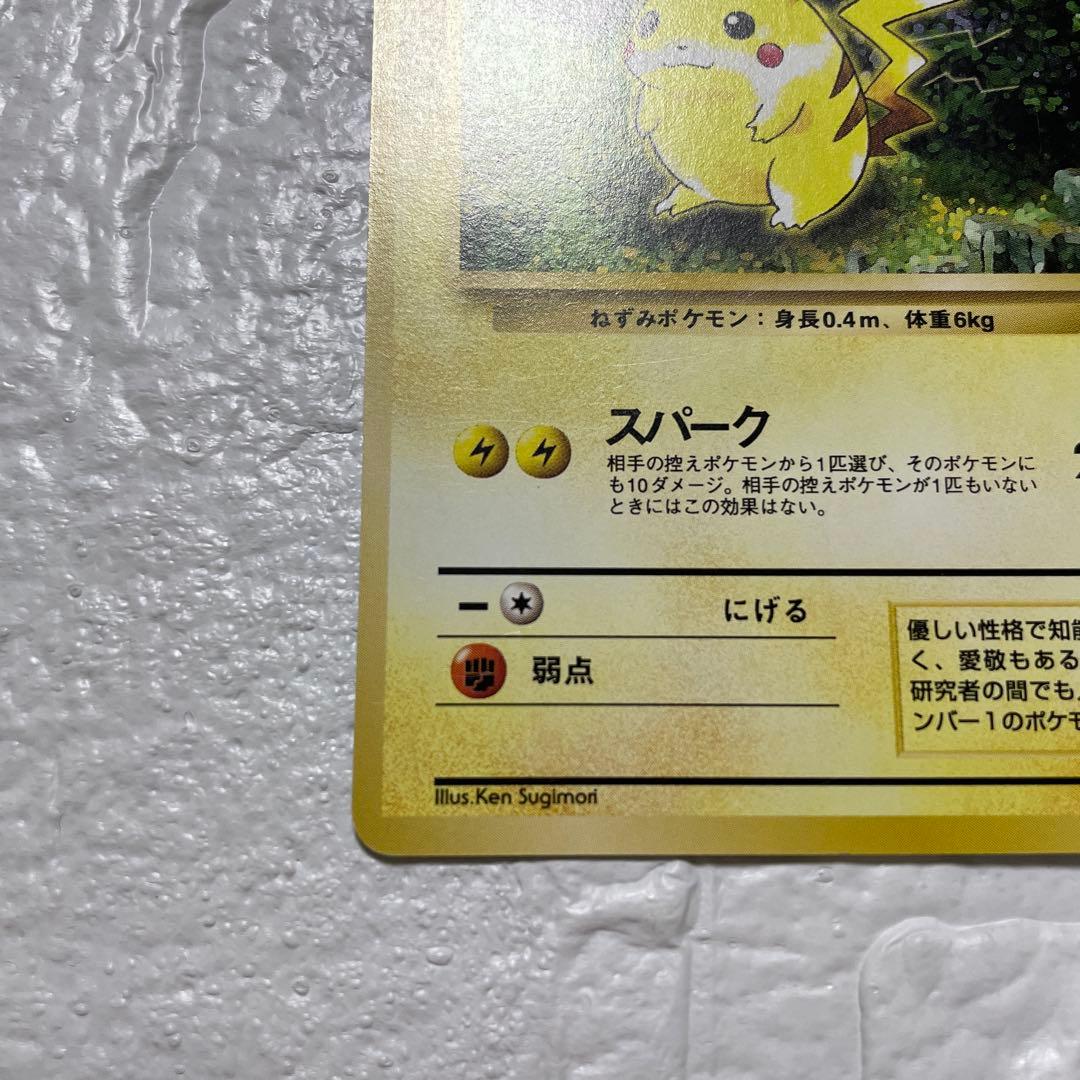 ねずみポケモン：身長0.4m、体重6kg
スパーク
相手の控えポケモンから1匹選び、そのポケモンに
も10ダメージ。相手の控えポケモンが1匹もいない
ときにはこの効果はない。
にげる
弱点
優しい性格で知能
く、愛敬もある
研究者の間でも
ンバー1のポケモ
Illus.Ken Sugimori